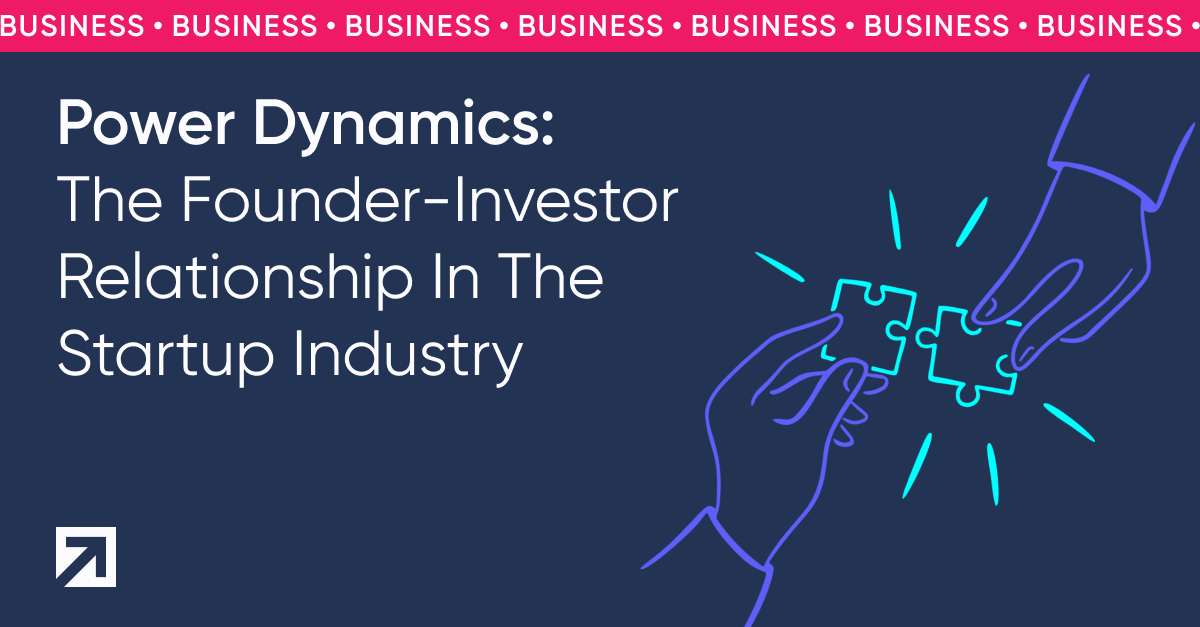 BUSINESS • BUSINESS • BUSINESS • BUSINESS • BUSINESS • BUSINESS • BUSINESS •
Power Dynamics:
The Founder-Investor
Relationship In The
Startup Industry